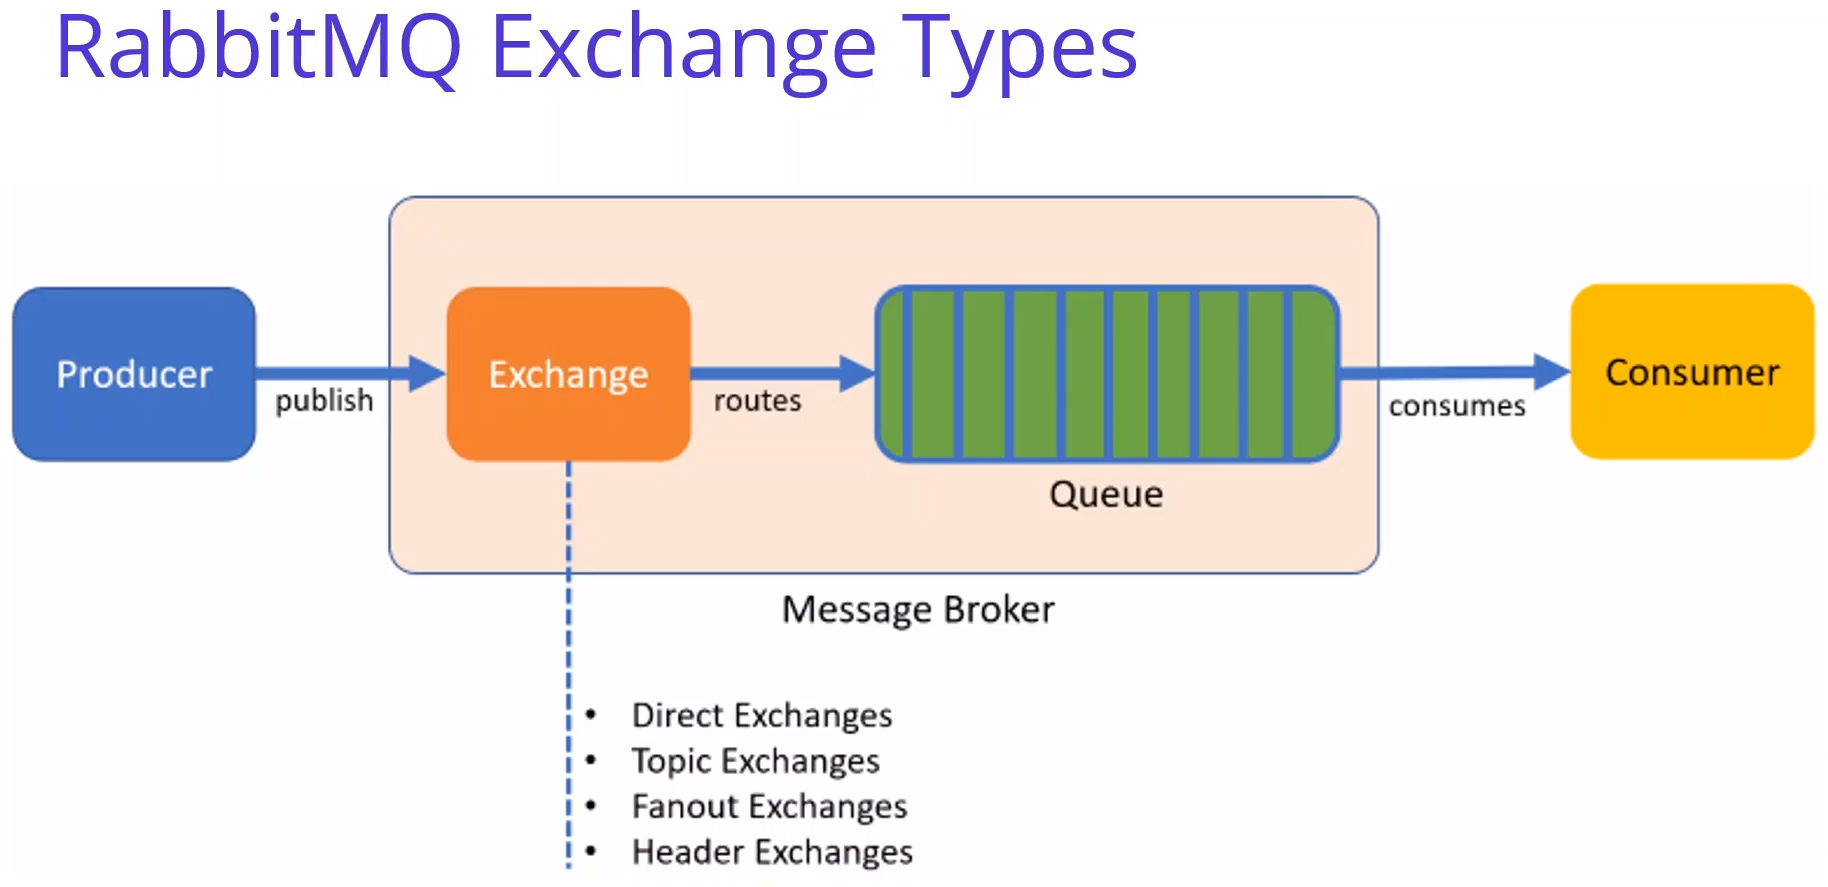 RabbitMQ Exchange Types
Producer
publish
Exchange
routes
Queue
consumes
Consumer
Message Broker
• Direct Exchanges
• Topic Exchanges
• Fanout Exchanges
• Header Exchanges